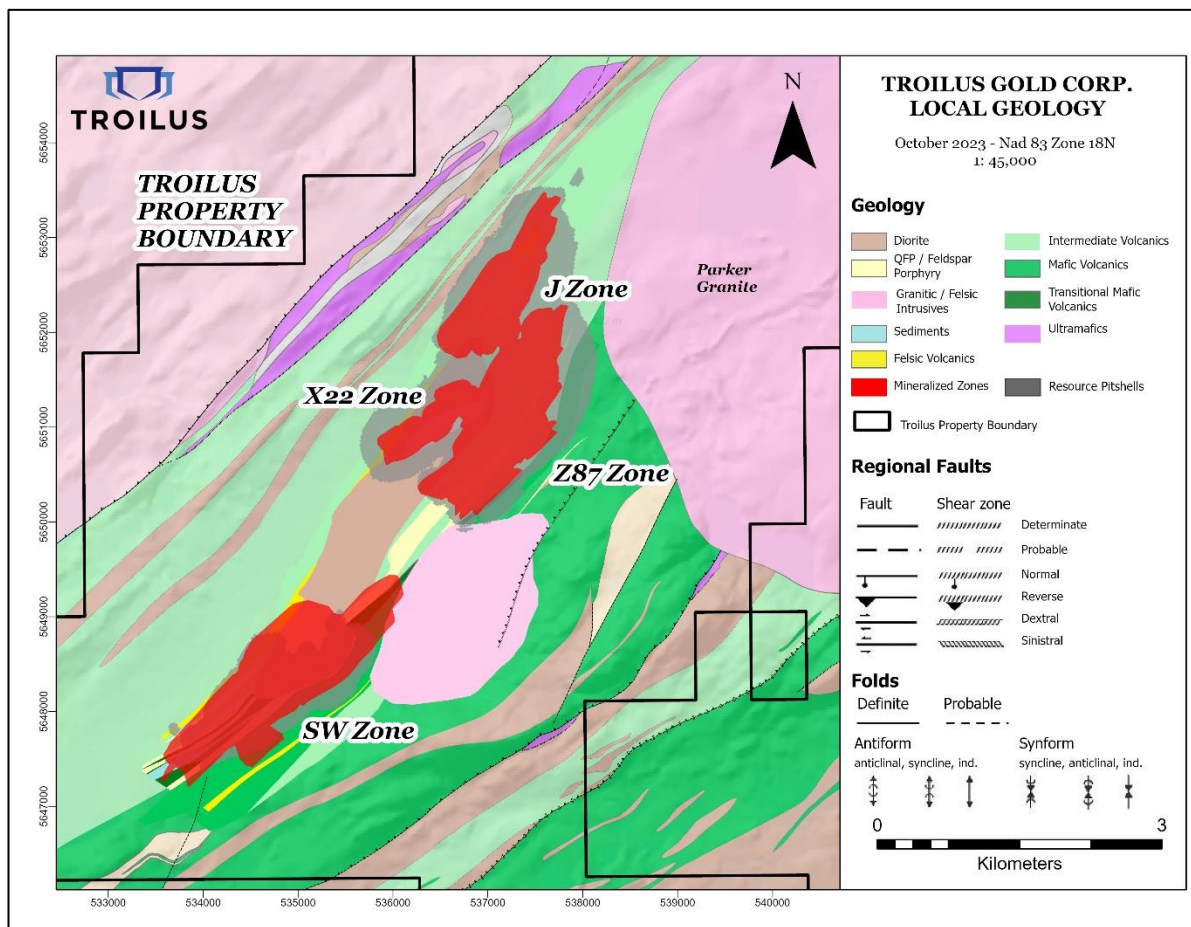 TROILUS
TROILUS
PROPERTY
BOUNDARY
N
J Zone
Parker
Granite
X22 Zone
Z87 Zone
SW Zone
5654000
5653000
5652000
5651000
5650000
5649000
5648000
5647000
533000
534000
535000
536000
537000
538000
539000
540000
TROILUS GOLD CORP.
LOCAL GEOLOGY
October 2023 - Nad 83 Zone 18N
1: 45,000
Geology
Diorite
QFP / Feldspar
Porphyry
Granitic / Felsic
Intrusives
Sediments
Felsic Volcanics
Mineralized Zones
Intermediate Volcanics
Mafic Volcanics
Transitional Mafic
Volcanics
Ultramafics
Resource Pitshells
Troilus Property Boundary
Regional Faults
Fault
Shear zone
Determinate
Probable
Normal
Reverse
Dextral
Sinistral
Folds
Definite
Probable
Antiform
anticlinal, syncline, ind.
Synform
syncline, anticlinal, ind.
0
3
Kilometers